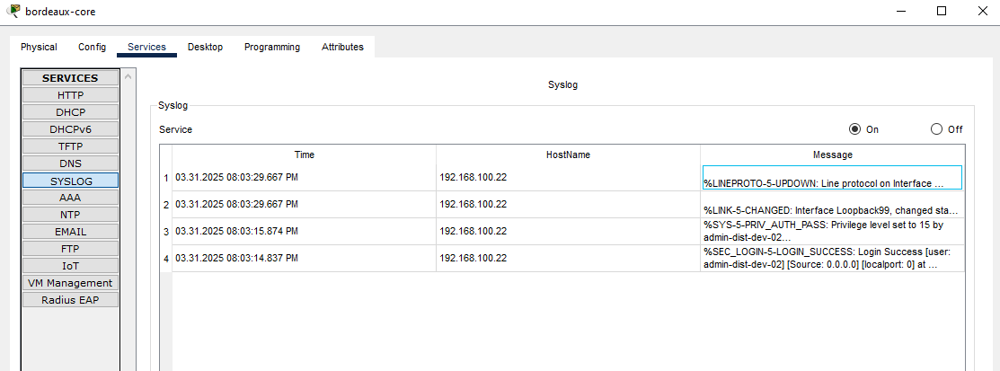 bordeaux-core
Physical Config Services Desktop Programming Attributes
SERVICES
HTTP
DHCP
DHCPv6
TFTP
DNS
SYSLOG
AAA
NTP
EMAIL
FTP
IoT
VM Management
Radius EAP
Syslog
Syslog
Service On Off
Time HostName Message
1 03.31.2025 08:03:29.667 PM 192.168.100.22 %LINEPROTO-5-UPDOWN: Line protocol on Interface ...
2 03.31.2025 08:03:29.667 PM 192.168.100.22 %LINK-5-CHANGED: Interface Loopback99, changed sta...
3 03.31.2025 08:03:15.874 PM 192.168.100.22 %SYS-5-PRIV_AUTH_PASS: Privilege level set to 15 by
admin-dist-dev-02...
4 03.31.2025 08:03:14.837 PM 192.168.100.22 %SEC_LOGIN-5-LOGIN_SUCCESS: Login Success [user:
admin-dist-dev-02] [Source: 0.0.0.0] [localport: 0] at ...